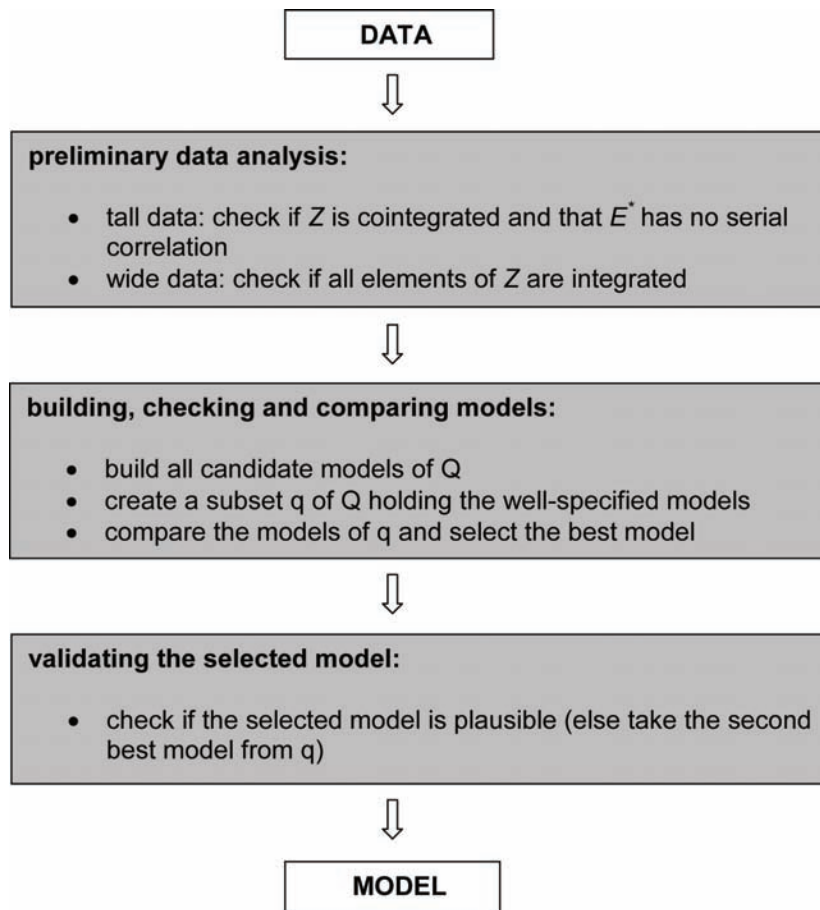 DATA
preliminary data analysis:
• tall data: check if Z is cointegrated and that E* has no serial
correlation
• wide data: check if all elements of Z are integrated
building, checking and comparing models:
• build all candidate models of Q
• create a subset q of Q holding the well-specified models
• compare the models of q and select the best model
validating the selected model:
• check if the selected model is plausible (else take the second
best model from q)
MODEL